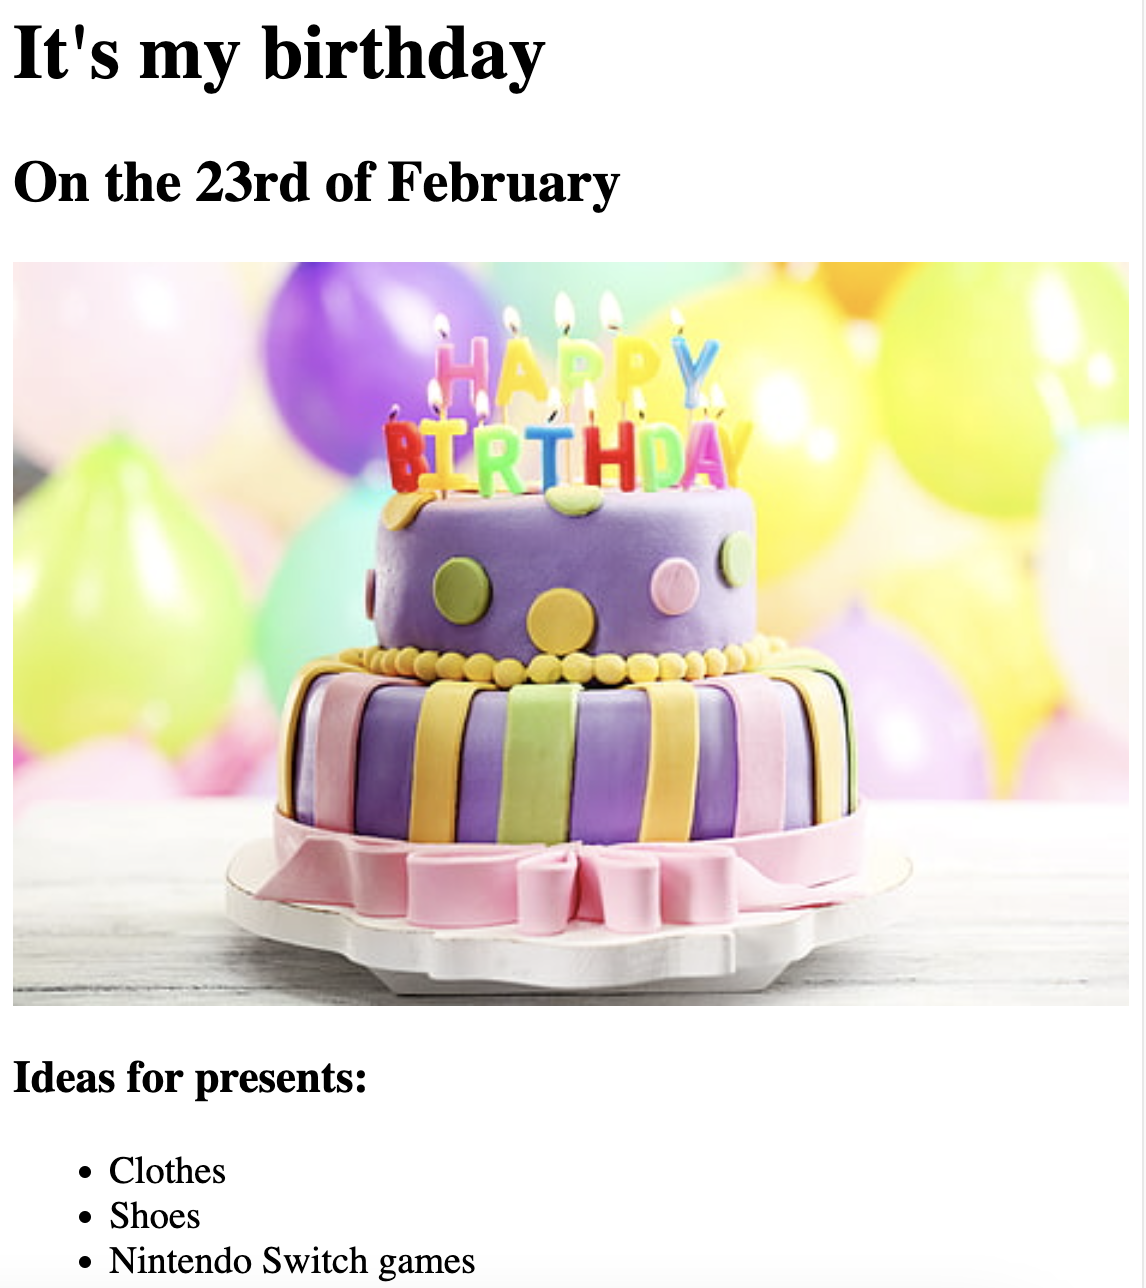 It's my birthday
On the 23rd of February
HAPPY
BIRTHDAY
Ideas for presents:
Clothes
Shoes
Nintendo Switch games